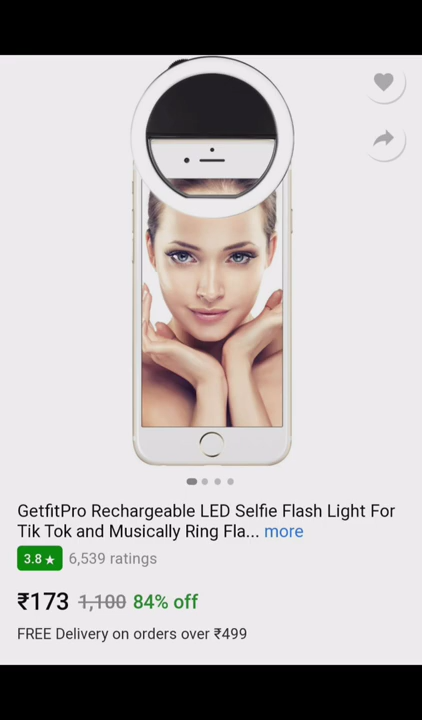 GetfitPro Rechargeable LED Selfie Flash Light For
Tik Tok and Musically Ring Fla... more
3.8 ★ 6,539 ratings
₹173 1,100 84% off
FREE Delivery on orders over ₹499